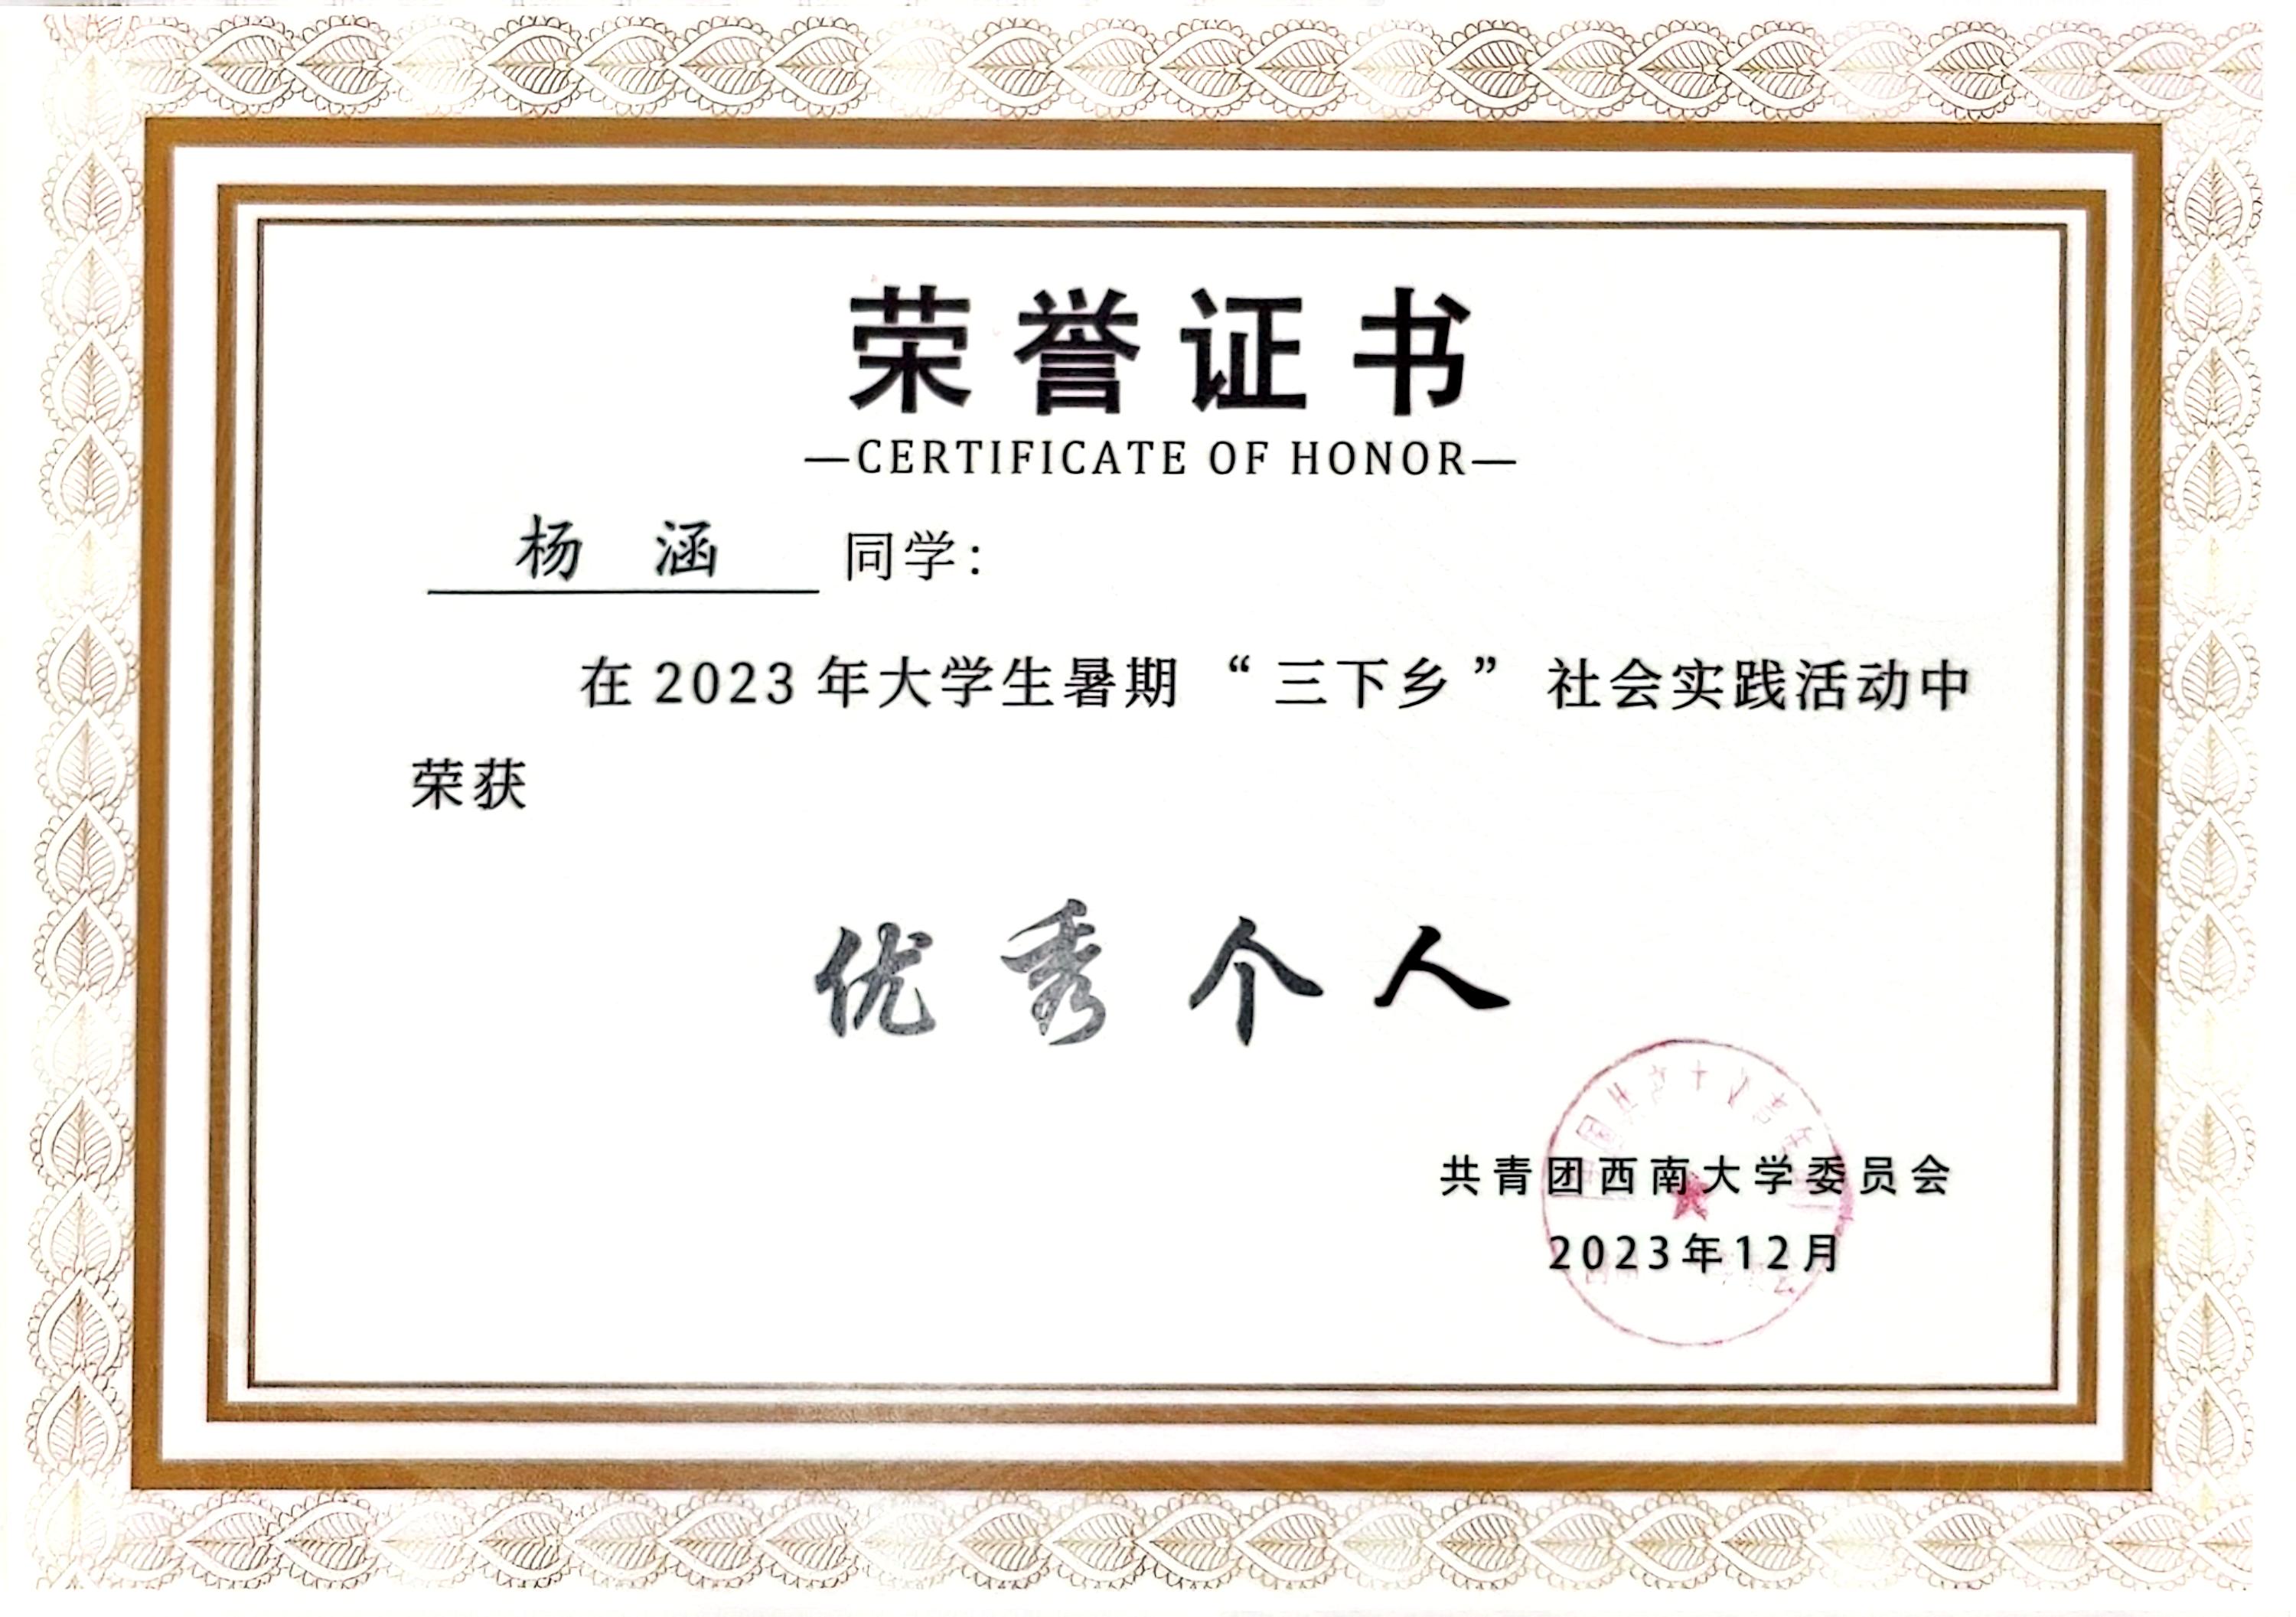 荣誉证书
—CERTIFICATE OF HONOR—
杨 涵 同学：
在 2023 年大学生暑期 “三下乡” 社会实践活动中
荣获
优秀个人
共青团西南大学委员会
2023年12月